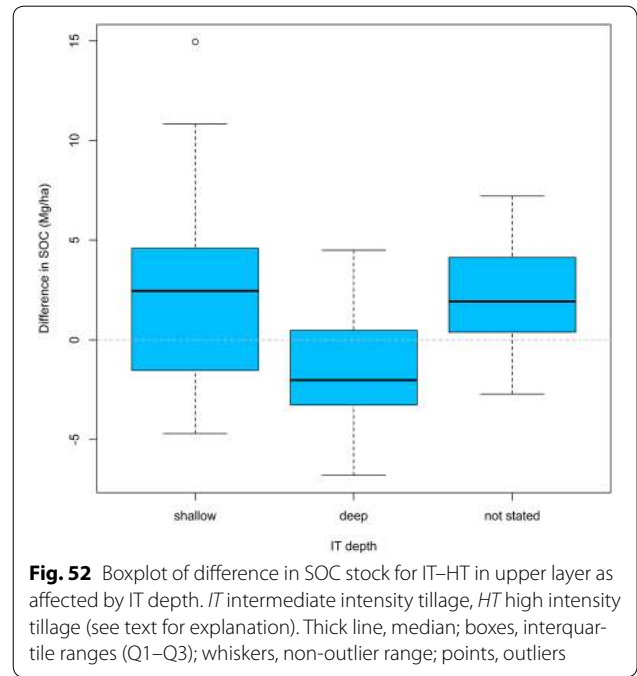 15
10
5
0
-5
Difference in SOC (Mg/ha)
shallow
deep
not stated
IT depth
Fig. 52 Boxplot of difference in SOC stock for IT–HT in upper layer as
affected by IT depth. IT intermediate intensity tillage, HT high intensity
tillage (see text for explanation). Thick line, median; boxes, interquar-
tile ranges (Q1–Q3); whiskers, non-outlier range; points, outliers